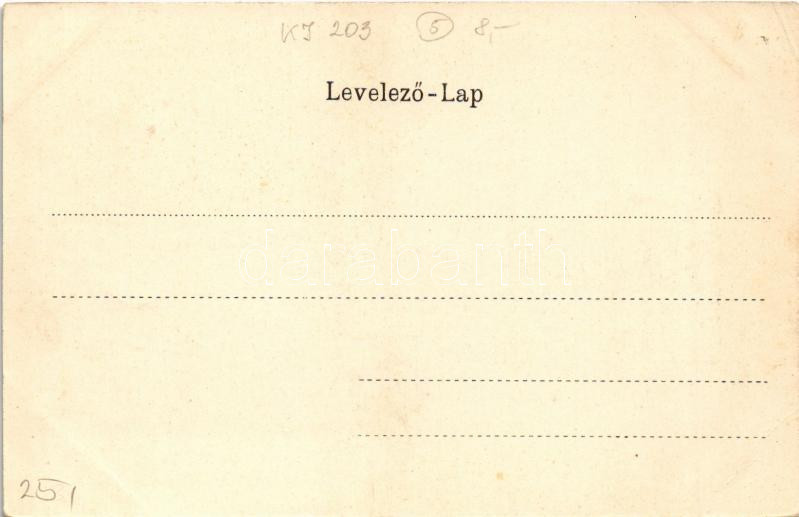 KJ 203 5 8,-
Levelező-Lap
darabanth
251